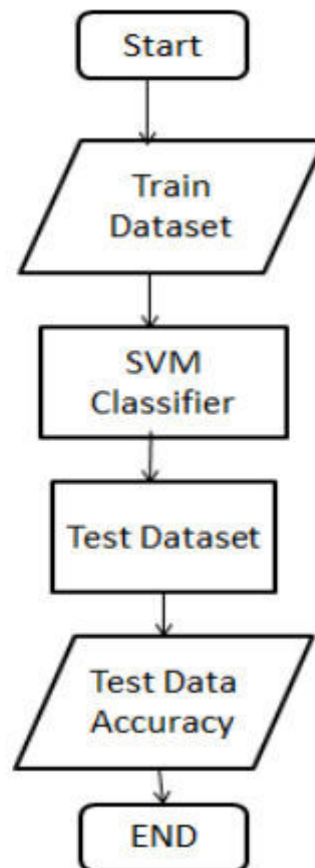 Start
Train
Dataset
SVM
Classifier
Test Dataset
Test Data
Accuracy
END